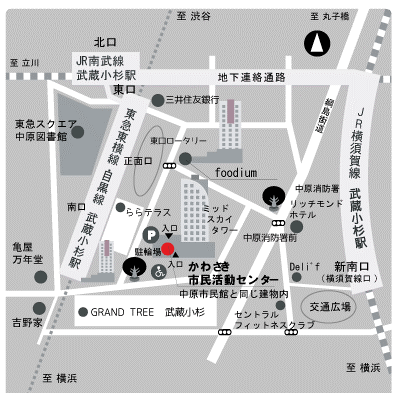 至 渋谷
至 丸子橋
北口
至 立川
JR南武線
武蔵小杉駅
地下連絡通路
東口
三井住友銀行
綱島街道
東急スクエア
中原図書館
東急東横線 目黒線 武蔵小杉駅
正面口
東口ロータリー
foodium
JR横須賀線 武蔵小杉駅
中原消防署
リッチモンド
ホテル
南口
ららテラス
ミッド
スカイ
タワー
入口
P
駐輪場
中原消防署前
亀屋
万年堂
入口
かわさき
市民活動センター
中原市民館と同じ建物内
Deli'f
新南口
(横須賀線口)
交通広場
吉野家
GRAND TREE 武蔵小杉
セントラル
フィットネスクラブ
至 横浜
至 横浜